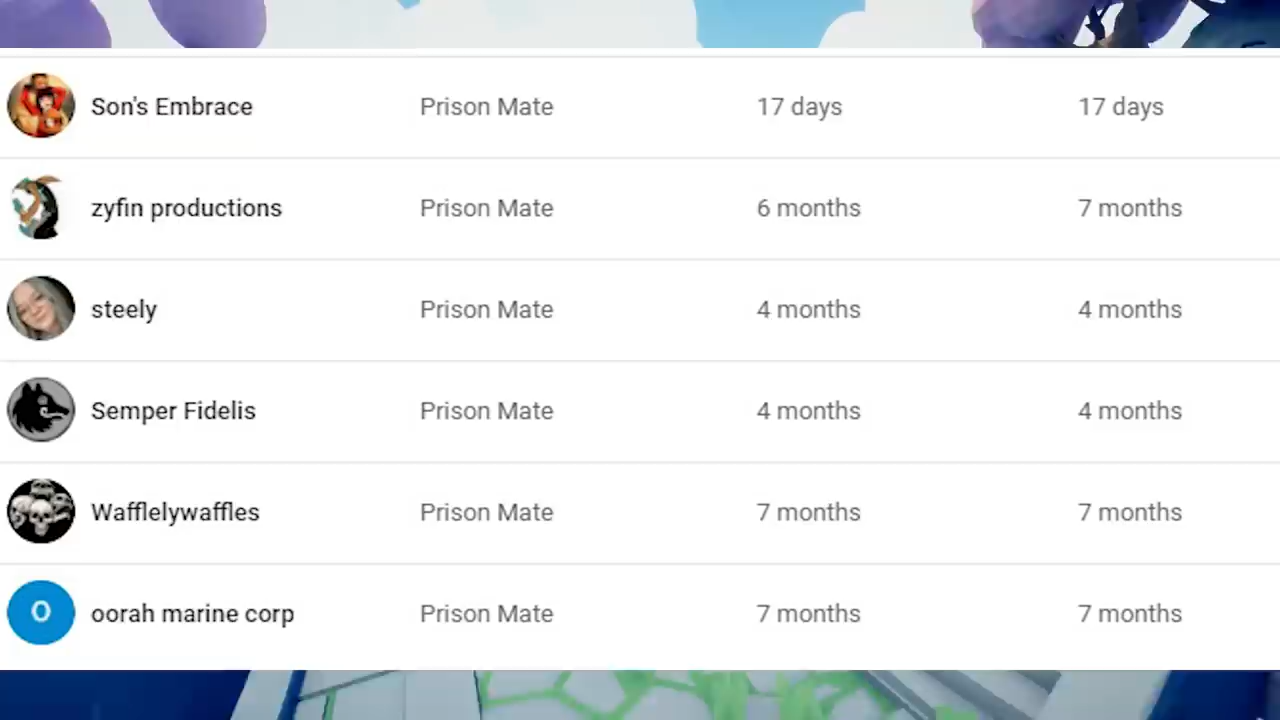 Son's Embrace Prison Mate 17 days 17 days
zyfin productions Prison Mate 6 months 7 months
steely Prison Mate 4 months 4 months
Semper Fidelis Prison Mate 4 months 4 months
Wafflelywaffles Prison Mate 7 months 7 months
O oorah marine corp Prison Mate 7 months 7 months